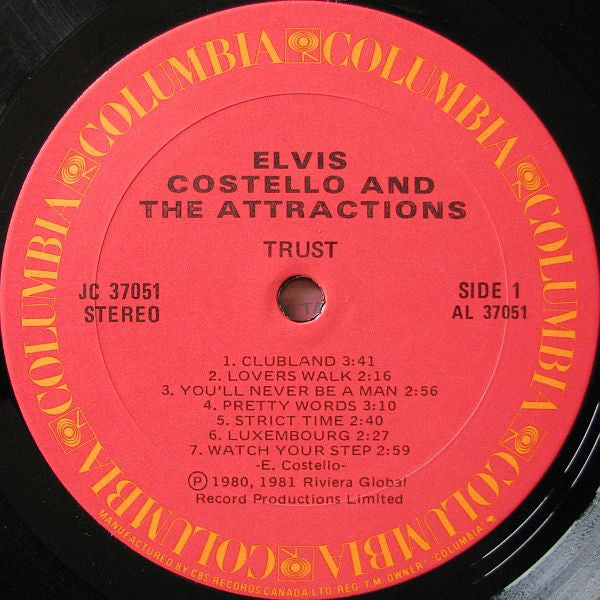 COLUMBIA COLUMBIA COLUMBIA COLUMBIA COLUMBIA COLUMBIA COLUMBIA
ELVIS
COSTELLO AND
THE ATTRACTIONS
TRUST
JC 37051
STEREO
SIDE 1
AL 37051
1. CLUBLAND 3:41
2. LOVERS WALK 2:16
3. YOU'LL NEVER BE A MAN 2:56
4. PRETTY WORDS 3:10
5. STRICT TIME 2:40
6. LUXEMBOURG 2:27
7. WATCH YOUR STEP 2:59
-E. Costello-
Ⓟ 1980, 1981 Riviera Global
Record Productions Limited
MANUFACTURED BY CBS RECORDS CANADA LTD. REG. T.M. OWNER "COLUMBIA"